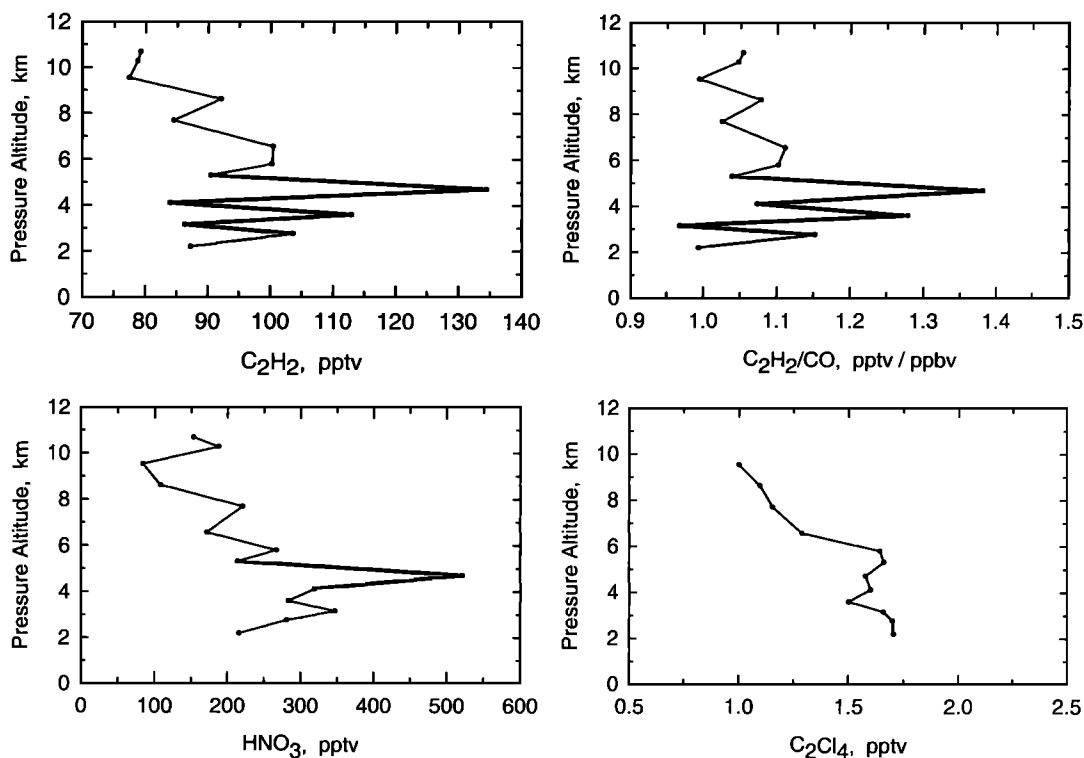 12
10
8
6
4
2
0
Pressure Altitude, km
70 80 90 100 110 120 130 140
C₂H₂, pptv
12
10
8
6
4
2
0
Pressure Altitude, km
0.9 1.0 1.1 1.2 1.3 1.4 1.5
C₂H₂/CO, pptv / ppbv
12
10
8
6
4
2
0
Pressure Altitude, km
0 100 200 300 400 500 600
HNO₃, pptv
12
10
8
6
4
2
0
Pressure Altitude, km
0.5 1.0 1.5 2.0 2.5
C₂Cl₄, pptv